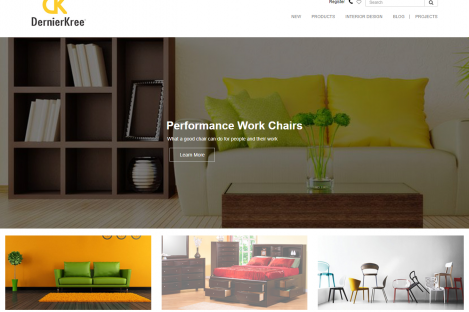 DK
DernierKree
Register
Search
NEW PRODUCTS INTERIOR DESIGN BLOG | PROJECTS
Performance Work Chairs
What a good chair can do for people and their work
Learn More